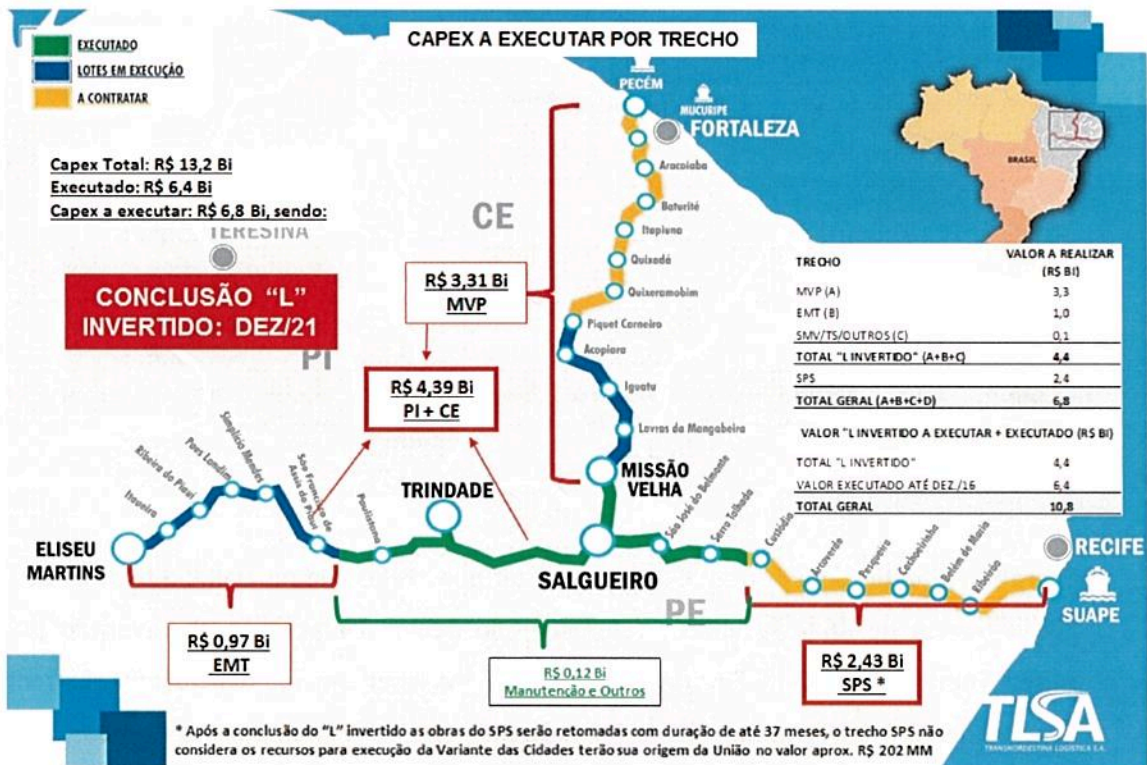 CAPEX A EXECUTAR POR TRECHO
EXECUTADO
LOTES EM EXECUÇÃO
A CONTRATAR
Capex Total: R$ 13,2 Bi
Executado: R$ 6,4 Bi
Capex a executar: R$ 6,8 Bi, sendo:
TERESINA
CONCLUSÃO "L"
INVERTIDO: DEZ/21
PI
CE
PE
PECÉM
MUCURIPE
FORTALEZA
Aracoiaba
Baturité
Itapiuna
Quixadá
Quixeramobim
Piquet Carneiro
Acopiara
Iguatu
Lavras da Mangabeira
MISSÃO
VELHA
R$ 3,31 Bi
MVP
R$ 4,39 Bi
PI + CE
BRASIL
TRECHO VALOR A REALIZAR
(R$ BI)
MVP (A) 3,3
EMT (B) 1,0
SMV/TS/OUTROS (C) 0,1
TOTAL "L INVERTIDO" (A+B+C) 4,4
SPS 2,4
TOTAL GERAL (A+B+C+D) 6,8
VALOR "L INVERTIDO A EXECUTAR + EXECUTADO (R$ BI)
TOTAL "L INVERTIDO" 4,4
VALOR EXECUTADO ATÉ DEZ./16 6,4
TOTAL GERAL 10,8
ELISEU
MARTINS
Itaueira
Ribeira do Piauí
Paes Landim
Simplício Mendes
São Francisco de
Assis do Piauí
Paulistana
TRINDADE
SALGUEIRO
São José do Belmonte
Serra Talhada
Custódia
Arcoverde
Pesqueira
Cachoeirinha
Belém de Maria
Ribeirão
RECIFE
SUAPE
R$ 0,97 Bi
EMT
R$ 0,12 Bi
Manutenção e Outros
R$ 2,43 Bi
SPS *
* Após a conclusão do "L" invertido as obras do SPS serão retomadas com duração de até 37 meses, o trecho SPS não
considera os recursos para execução da Variante das Cidades terão sua origem da União no valor aprox. R$ 202 MM
TLSA
TRANSNORDESTINA LOGÍSTICA S.A.